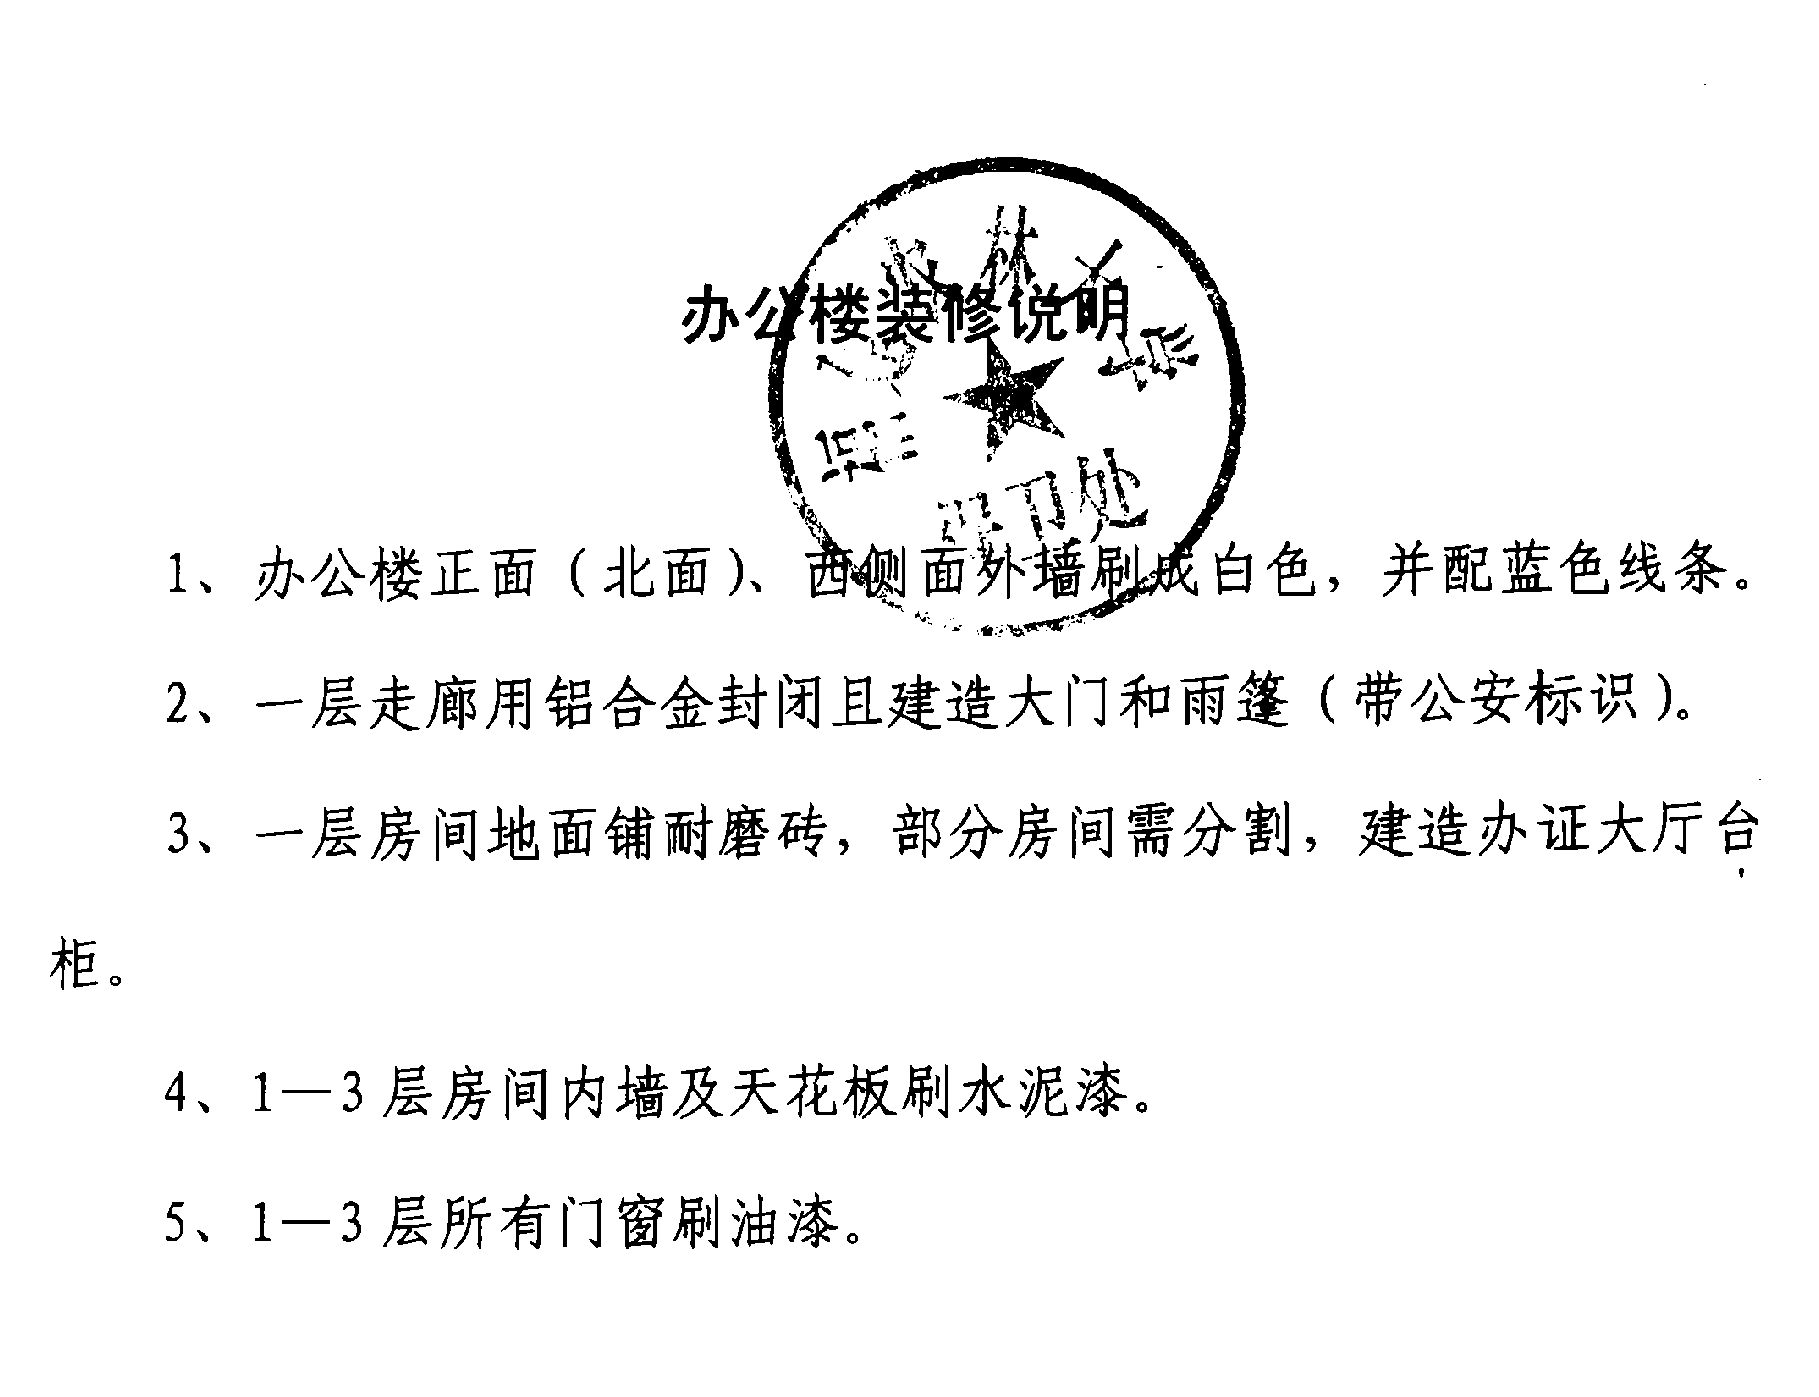 办公楼装修说明
1、办公楼正面（北面）、西侧面外墙刷成白色，并配蓝色线条。
2、一层走廊用铝合金封闭且建造大门和雨篷（带公安标识）。
3、一层房间地面铺耐磨砖，部分房间需分割，建造办证大厅台
柜。
4、1—3 层房间内墙及天花板刷水泥漆。
5、1—3 层所有门窗刷油漆。